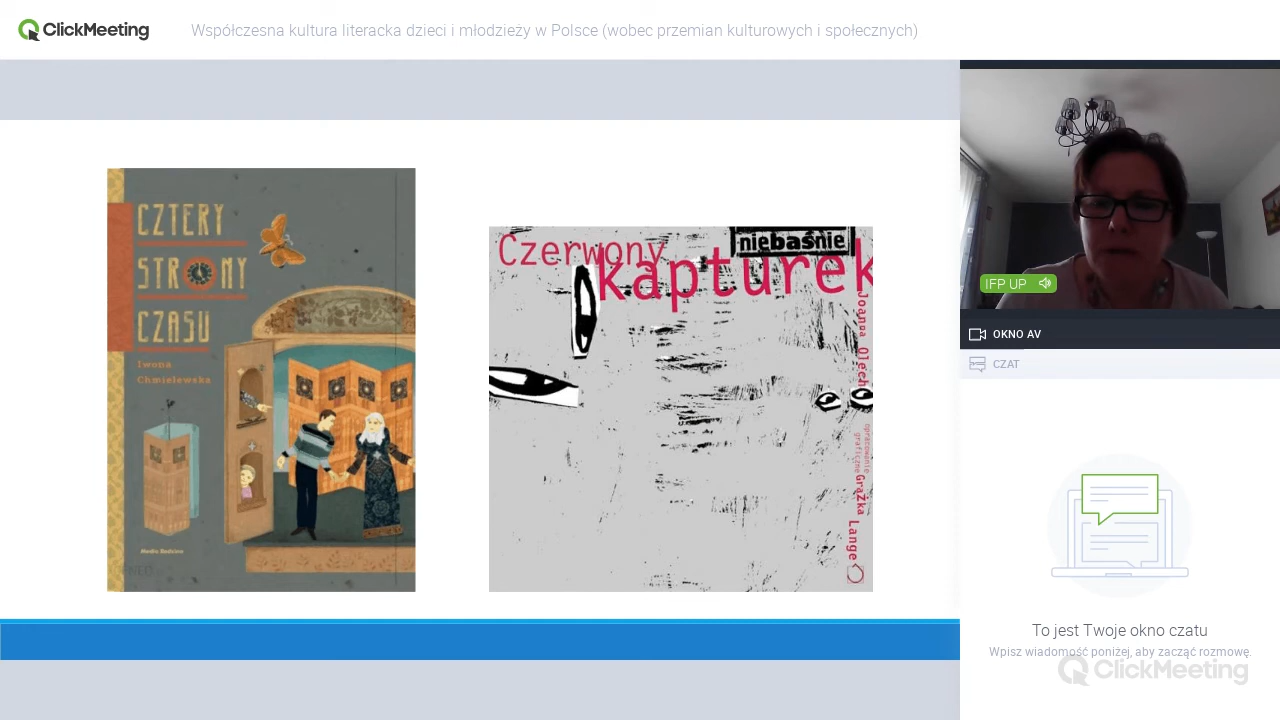 ClickMeeting
Współczesna kultura literacka dzieci i młodzieży w Polsce (wobec przemian kulturowych i społecznych)
CZTERY
STRONY
CZASU
Iwona
Chmielewska
Media Rodzina
niebaśnie
Czerwony
kapturek
Joanna Olech
opracowanie
graficzne Grażka Lange
IFP UP
OKNO AV
CZAT
To jest Twoje okno czatu
Wpisz wiadomość poniżej, aby zacząć rozmowę.
ClickMeeting